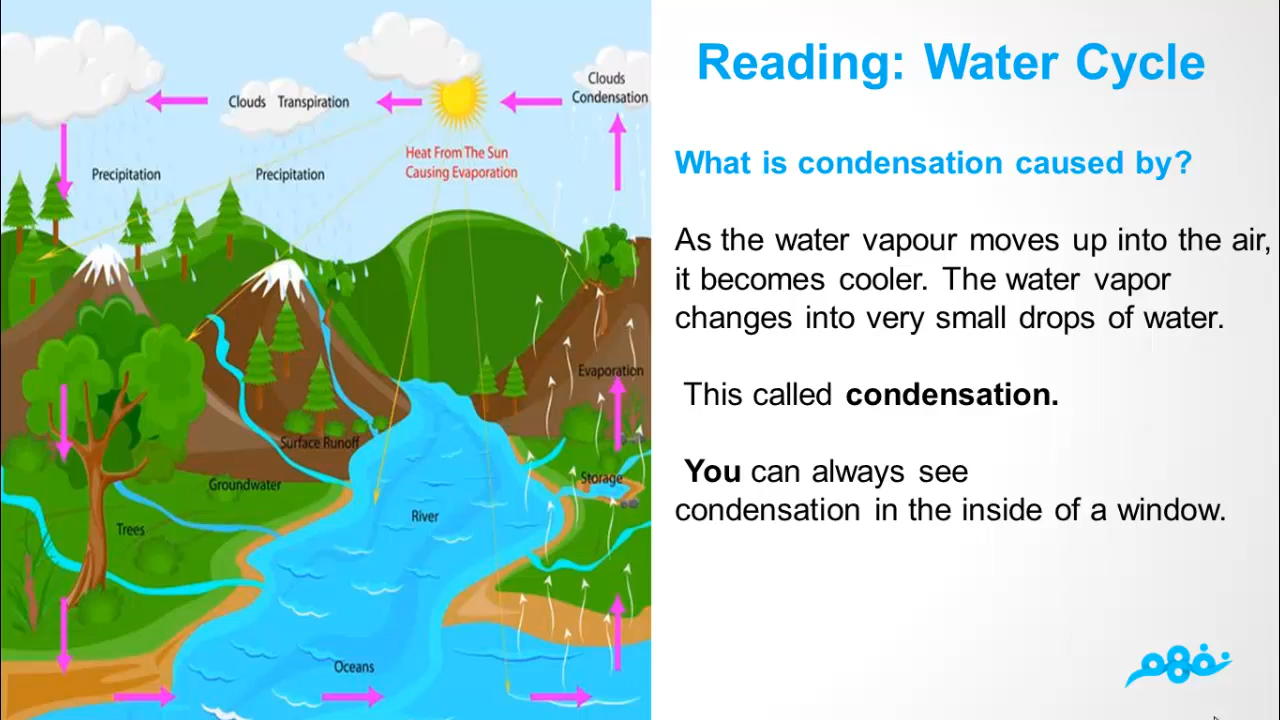 Reading: Water Cycle
What is condensation caused by?
As the water vapour moves up into the air,
it becomes cooler. The water vapor
changes into very small drops of water.
This called condensation.
You can always see
condensation in the inside of a window.
Clouds
Condensation
Clouds Transpiration
Heat From The Sun
Causing Evaporation
Precipitation
Precipitation
Evaporation
Surface Runoff
Groundwater
Storage
River
Trees
Oceans
نفهم